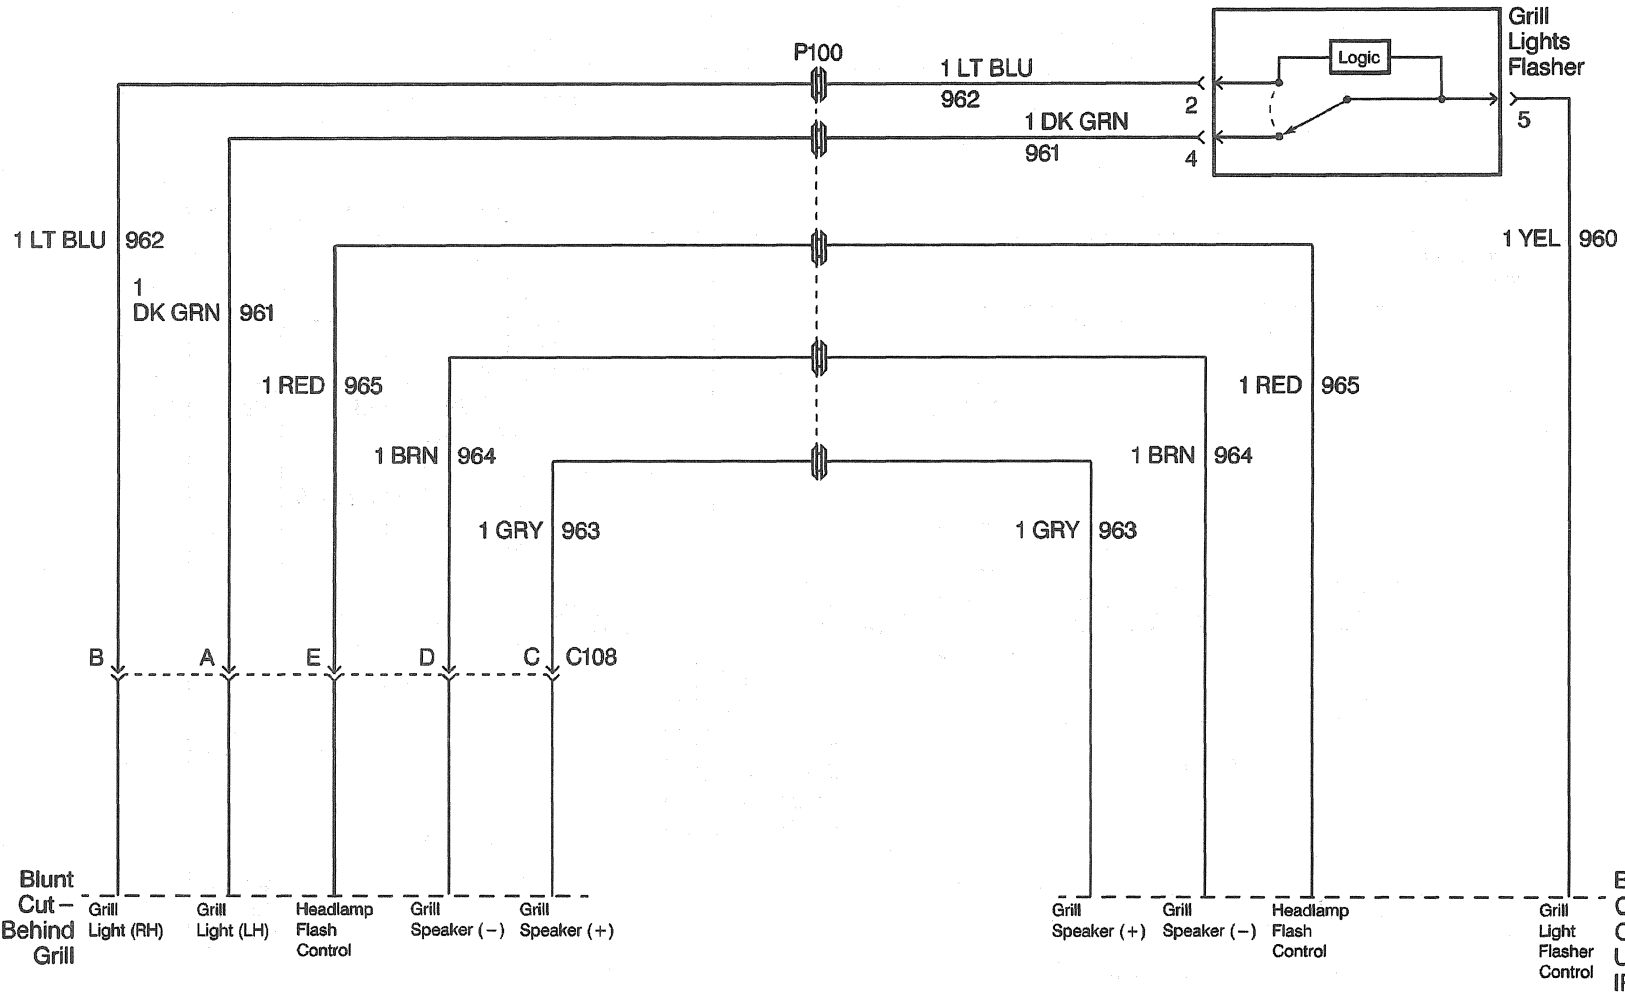 Grill
Lights
Flasher
P100
Logic
1 LT BLU
962
2
1 DK GRN
961
4
5
1 LT BLU 962
1
DK GRN 961
1 YEL 960
1 RED 965
1 RED 965
1 BRN 964
1 BRN 964
1 GRY 963
1 GRY 963
B A E D C C108
Blunt
Cut –
Behind
Grill
Grill
Light (RH)
Grill
Light (LH)
Headlamp
Flash
Control
Grill
Speaker (–)
Grill
Speaker (+)
Grill
Speaker (+)
Grill
Speaker (–)
Headlamp
Flash
Control
Grill
Light
Flasher
Control